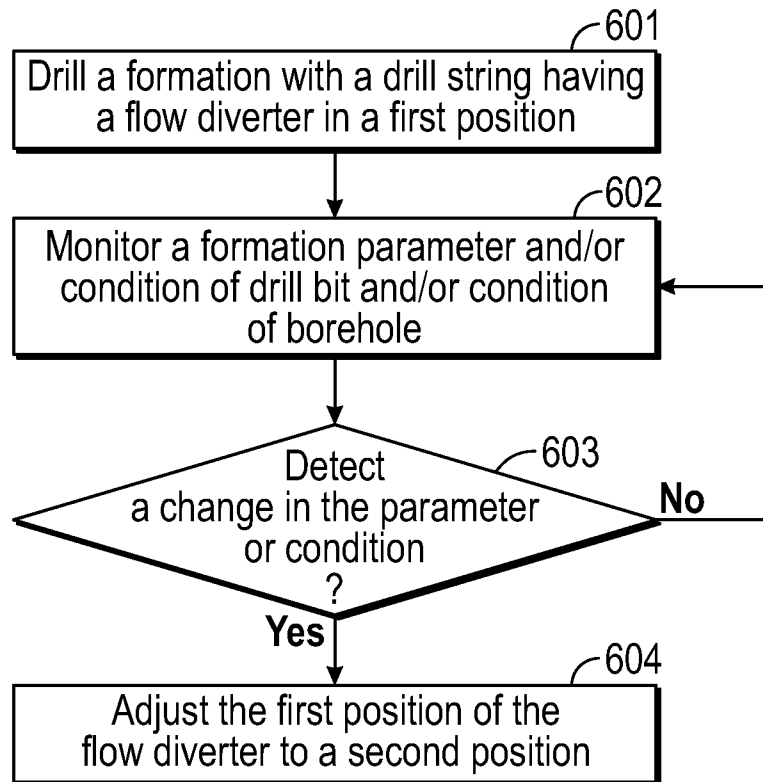 601
Drill a formation with a drill string having
a flow diverter in a first position
602
Monitor a formation parameter and/or
condition of drill bit and/or condition
of borehole
603
Detect
a change in the parameter
or condition
?
No
Yes
604
Adjust the first position of the
flow diverter to a second position